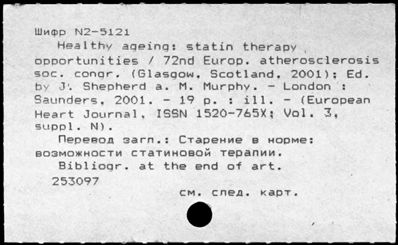 Шифр N2-5121
Healthy ageing: statin therapy
opportunities / 72nd Europ. atherosclerosis
soc. congr. (Glasgow, Scotland, 2001); Ed.
by J. Shepherd a. M. Murphy. - London :
Saunders, 2001. - 19 p. : ill. - (European
Heart Journal, ISSN 1520-765X; Vol. 3,
suppl. N).
Перевод загл.: Старение в норме:
возможности статиновой терапии.
Bibliogr. at the end of art.
253097
см. след. карт.